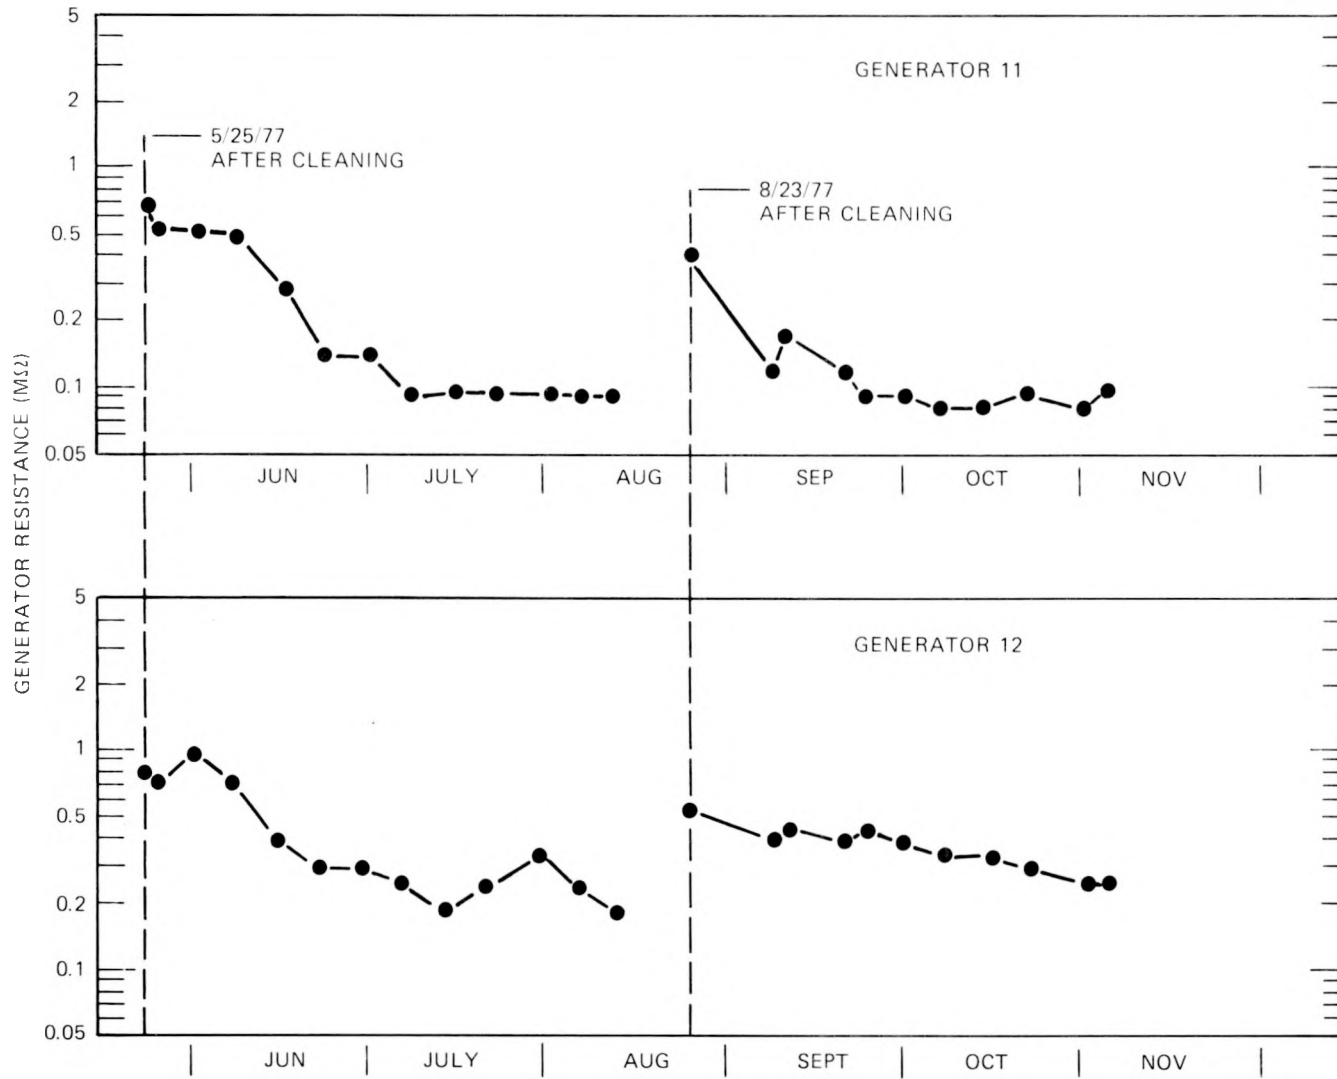 GENERATOR RESISTANCE (MΩ)
5
2
1
0.5
0.2
0.1
0.05
GENERATOR 11
5/25/77
AFTER CLEANING
8/23/77
AFTER CLEANING
JUN JULY AUG SEP OCT NOV
5
2
1
0.5
0.2
0.1
0.05
GENERATOR 12
JUN JULY AUG SEPT OCT NOV